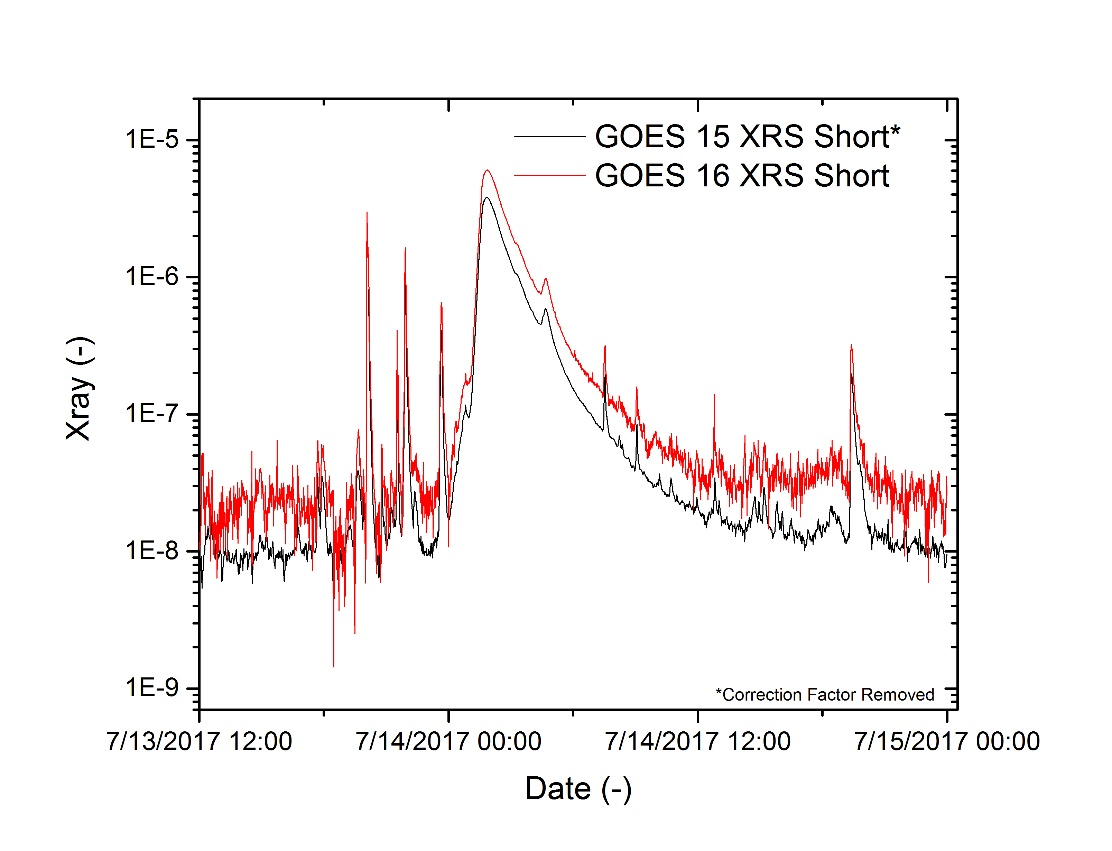 GOES 15 XRS Short*
GOES 16 XRS Short
1E-5
1E-6
1E-7
1E-8
1E-9
Xray (-)
*Correction Factor Removed
7/13/2017 12:00 7/14/2017 00:00 7/14/2017 12:00 7/15/2017 00:00
Date (-)